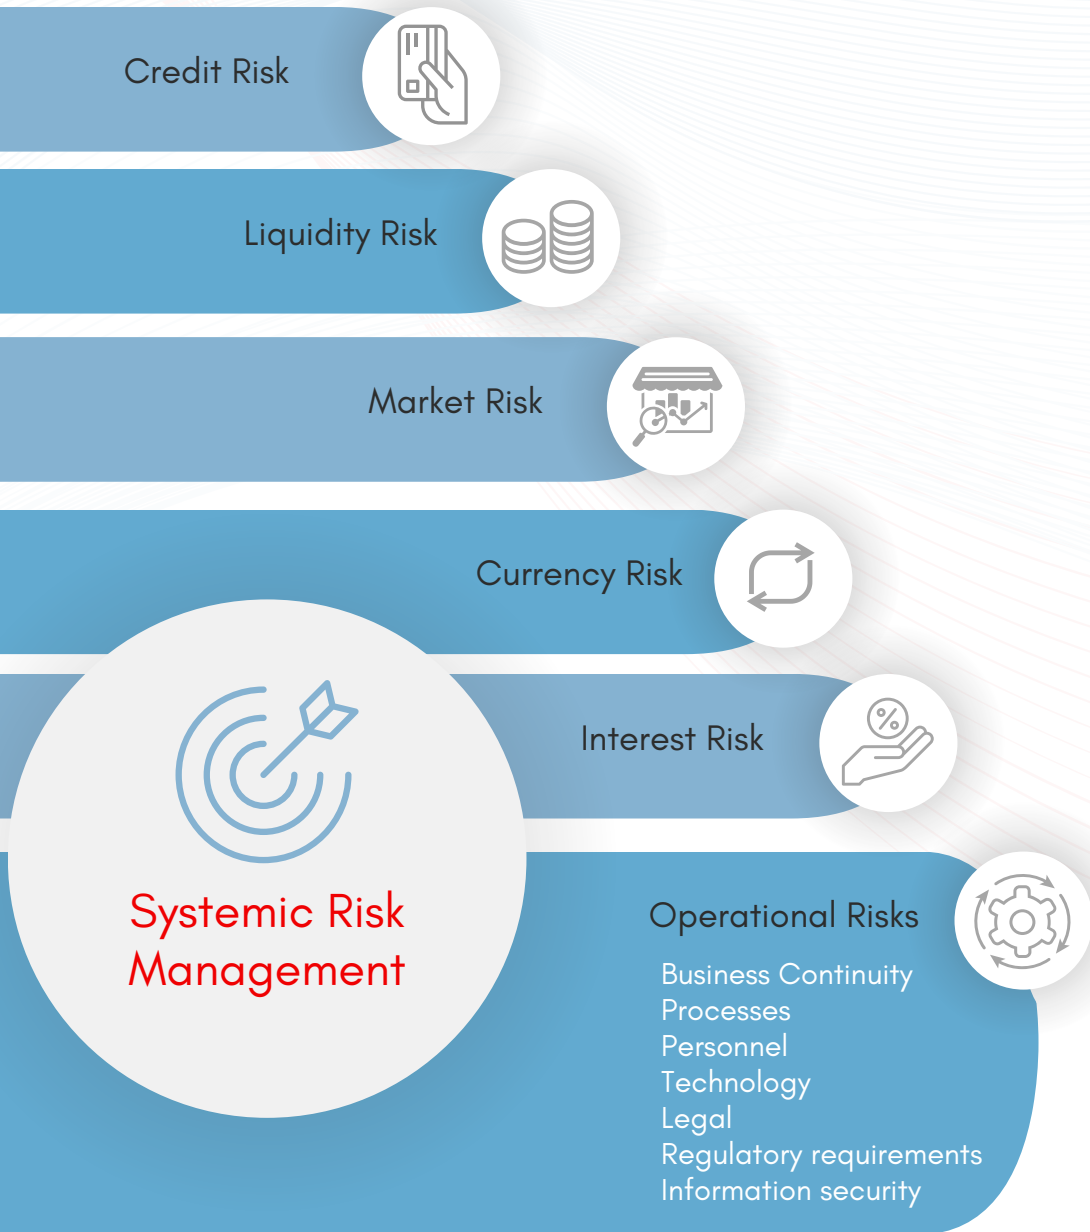 Credit Risk
Liquidity Risk
Market Risk
Currency Risk
Interest Risk
Systemic Risk
Management
Operational Risks
Business Continuity
Processes
Personnel
Technology
Legal
Regulatory requirements
Information security